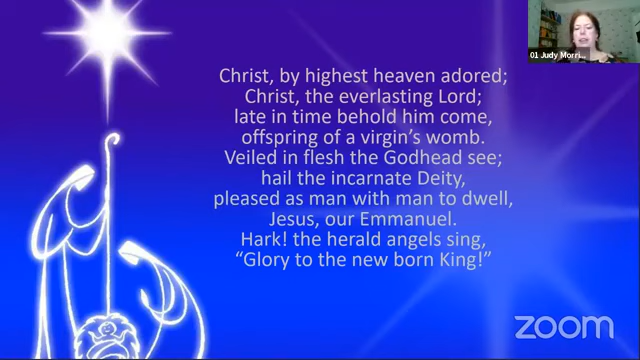 01 Judy Morri...
Christ, by highest heaven adored;
Christ, the everlasting Lord;
late in time behold him come,
offspring of a virgin’s womb.
Veiled in flesh the Godhead see;
hail the incarnate Deity,
pleased as man with man to dwell,
Jesus, our Emmanuel.
Hark! the herald angels sing,
“Glory to the new born King!”
zoom